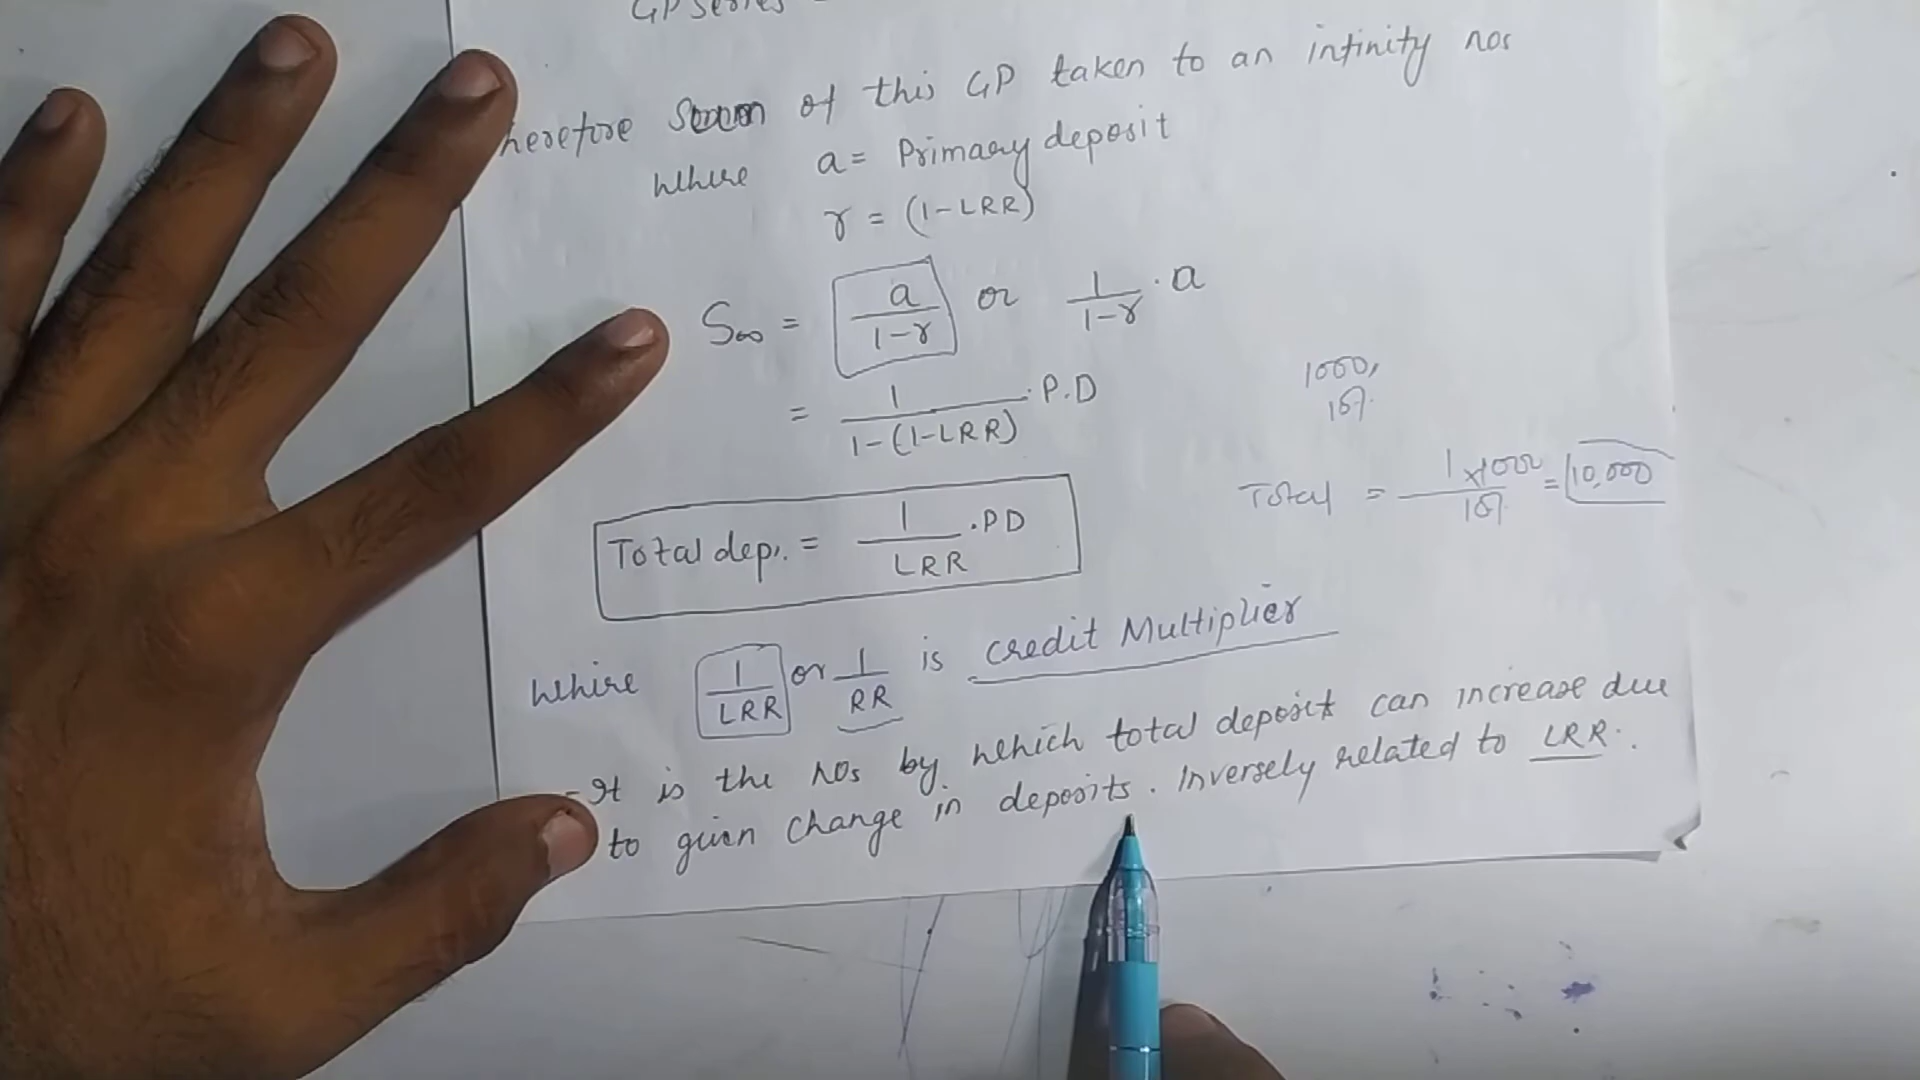 GP Series
herefore Sum of this GP taken to an infinity nos
where a = Primary deposit
r = (1-LRR)
S∞ = a/1-r or 1/1-r . a
= 1/1-(1-LRR) . P.D
1000,
10%
Total dep. = 1/LRR . PD
Total = 1/10% x 1000 = 10,000
where 1/LRR or 1/RR is credit Multiplier
- It is the nos by which total deposit can increase due
to given change in deposits. Inversely related to LRR.